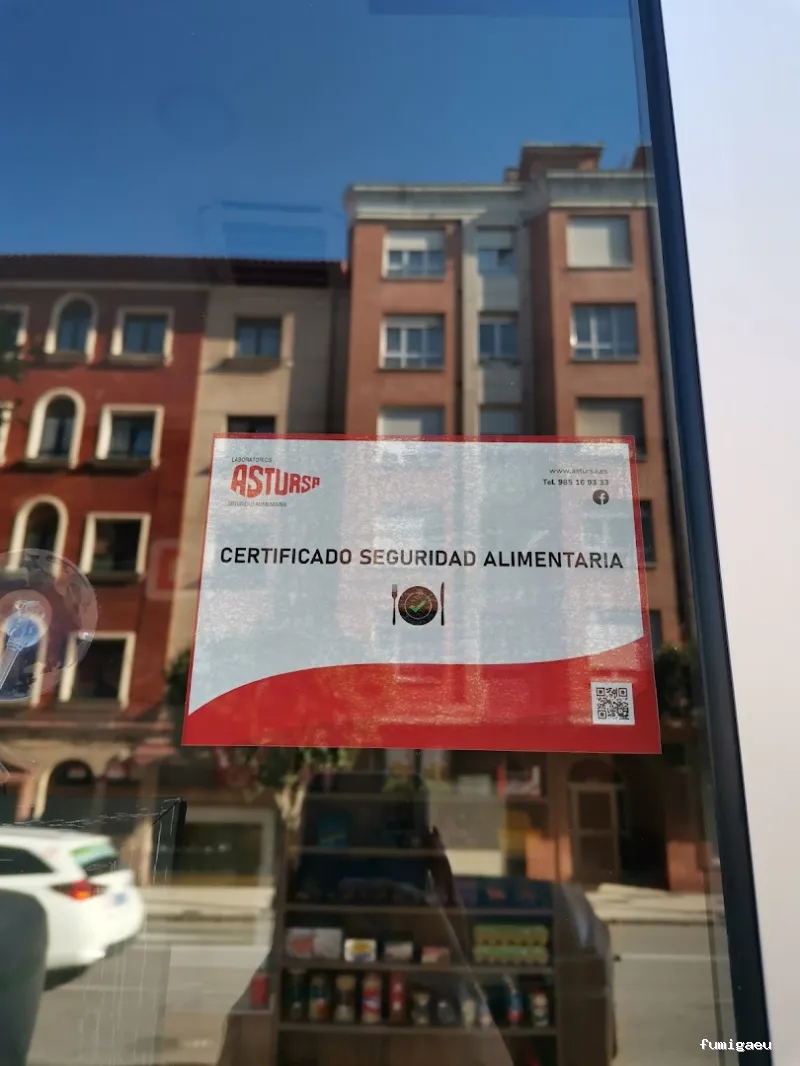 LABORATORIOS
ASTURSA
SEGURIDAD ALIMENTARIA
www.astursa.es
Tel. 985 16 93 33
CERTIFICADO SEGURIDAD ALIMENTARIA
fumigaeu